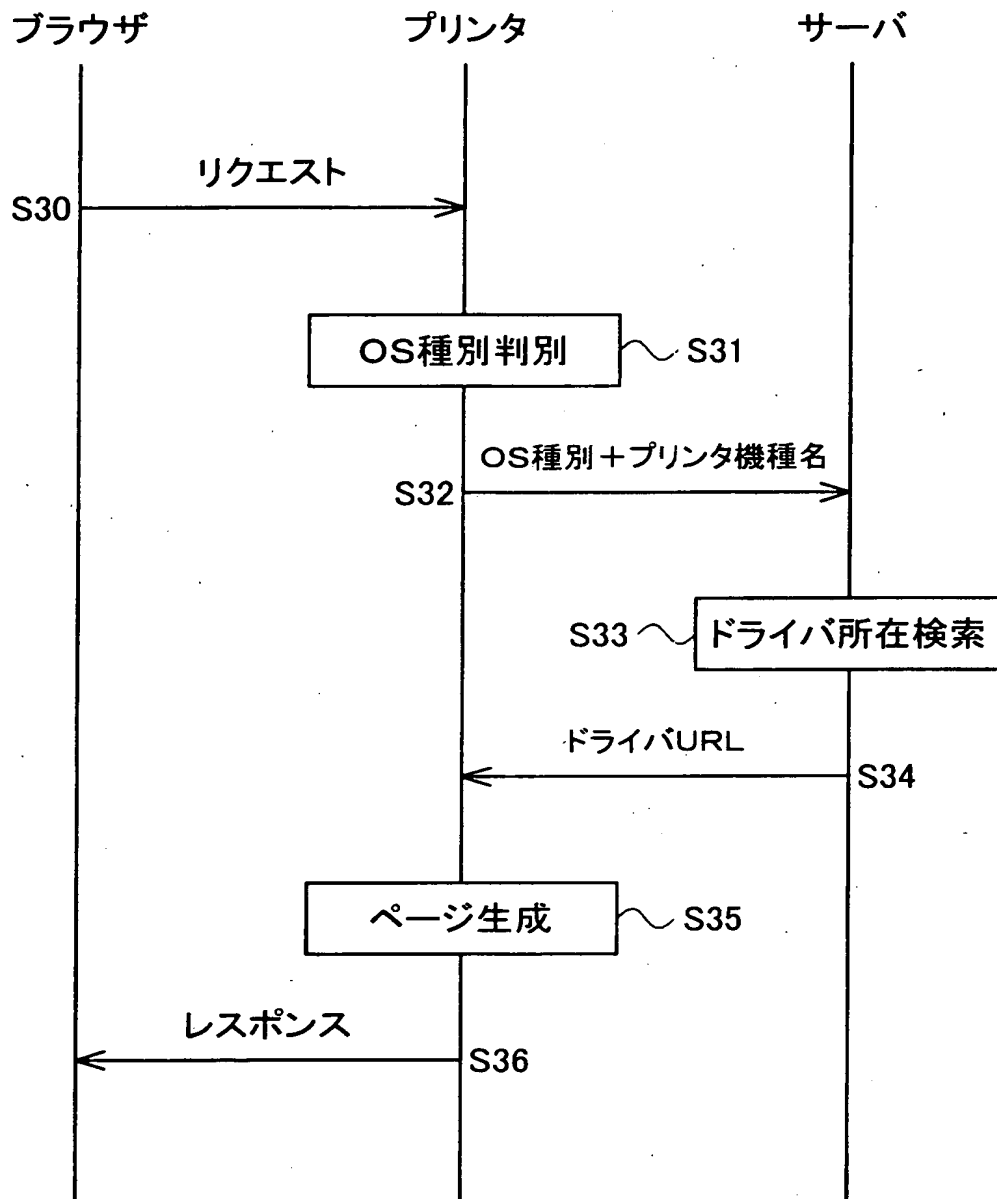 ブラウザ
プリンタ
サーバ
リクエスト
S30
OS種別判別
S31
OS種別+プリンタ機種名
S32
ドライバ所在検索
S33
ドライバURL
S34
ページ生成
S35
レスポンス
S36